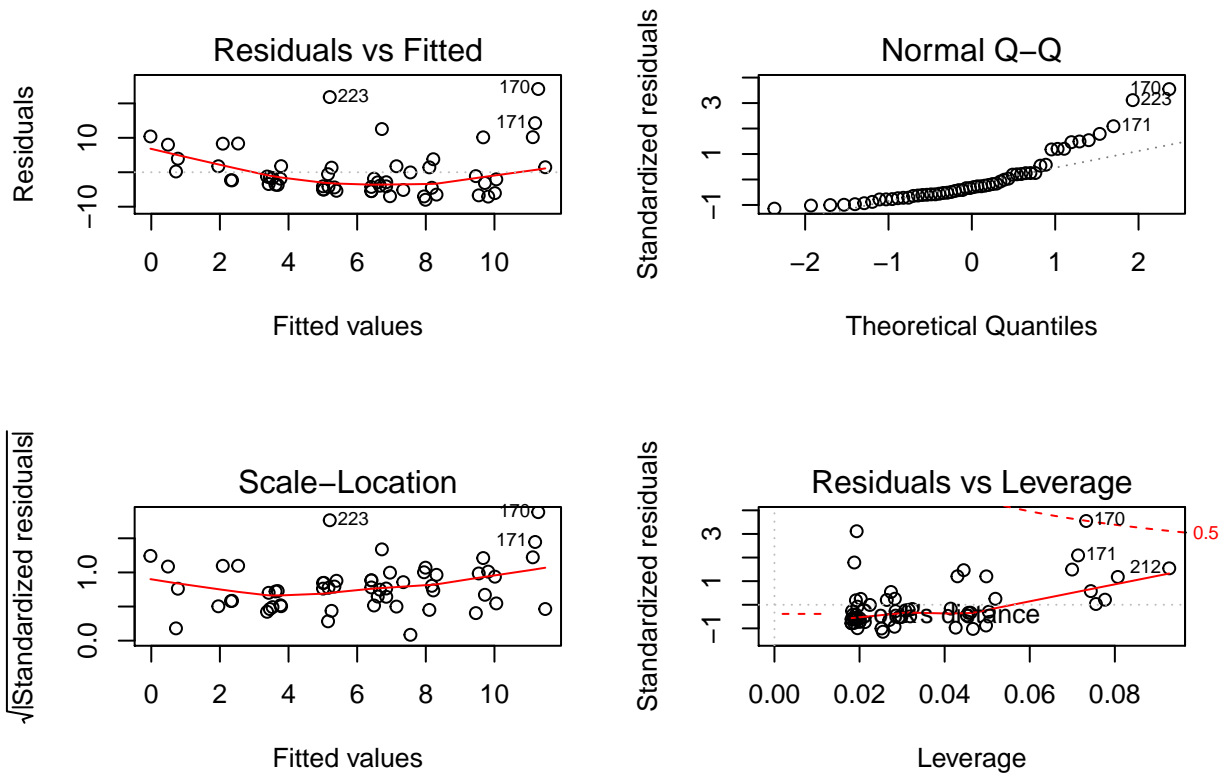 Residuals vs Fitted
Residuals
10
−10
223
170
171
0 2 4 6 8 10
Fitted values
Normal Q−Q
Standardized residuals
3
1
−1
170
223
171
−2 −1 0 1 2
Theoretical Quantiles
Scale−Location
√|Standardized residuals|
1.0
0.0
223
170
171
0 2 4 6 8 10
Fitted values
Residuals vs Leverage
Standardized residuals
3
1
−1
170
0.5
171
212
distance
0.00 0.02 0.04 0.06 0.08
Leverage